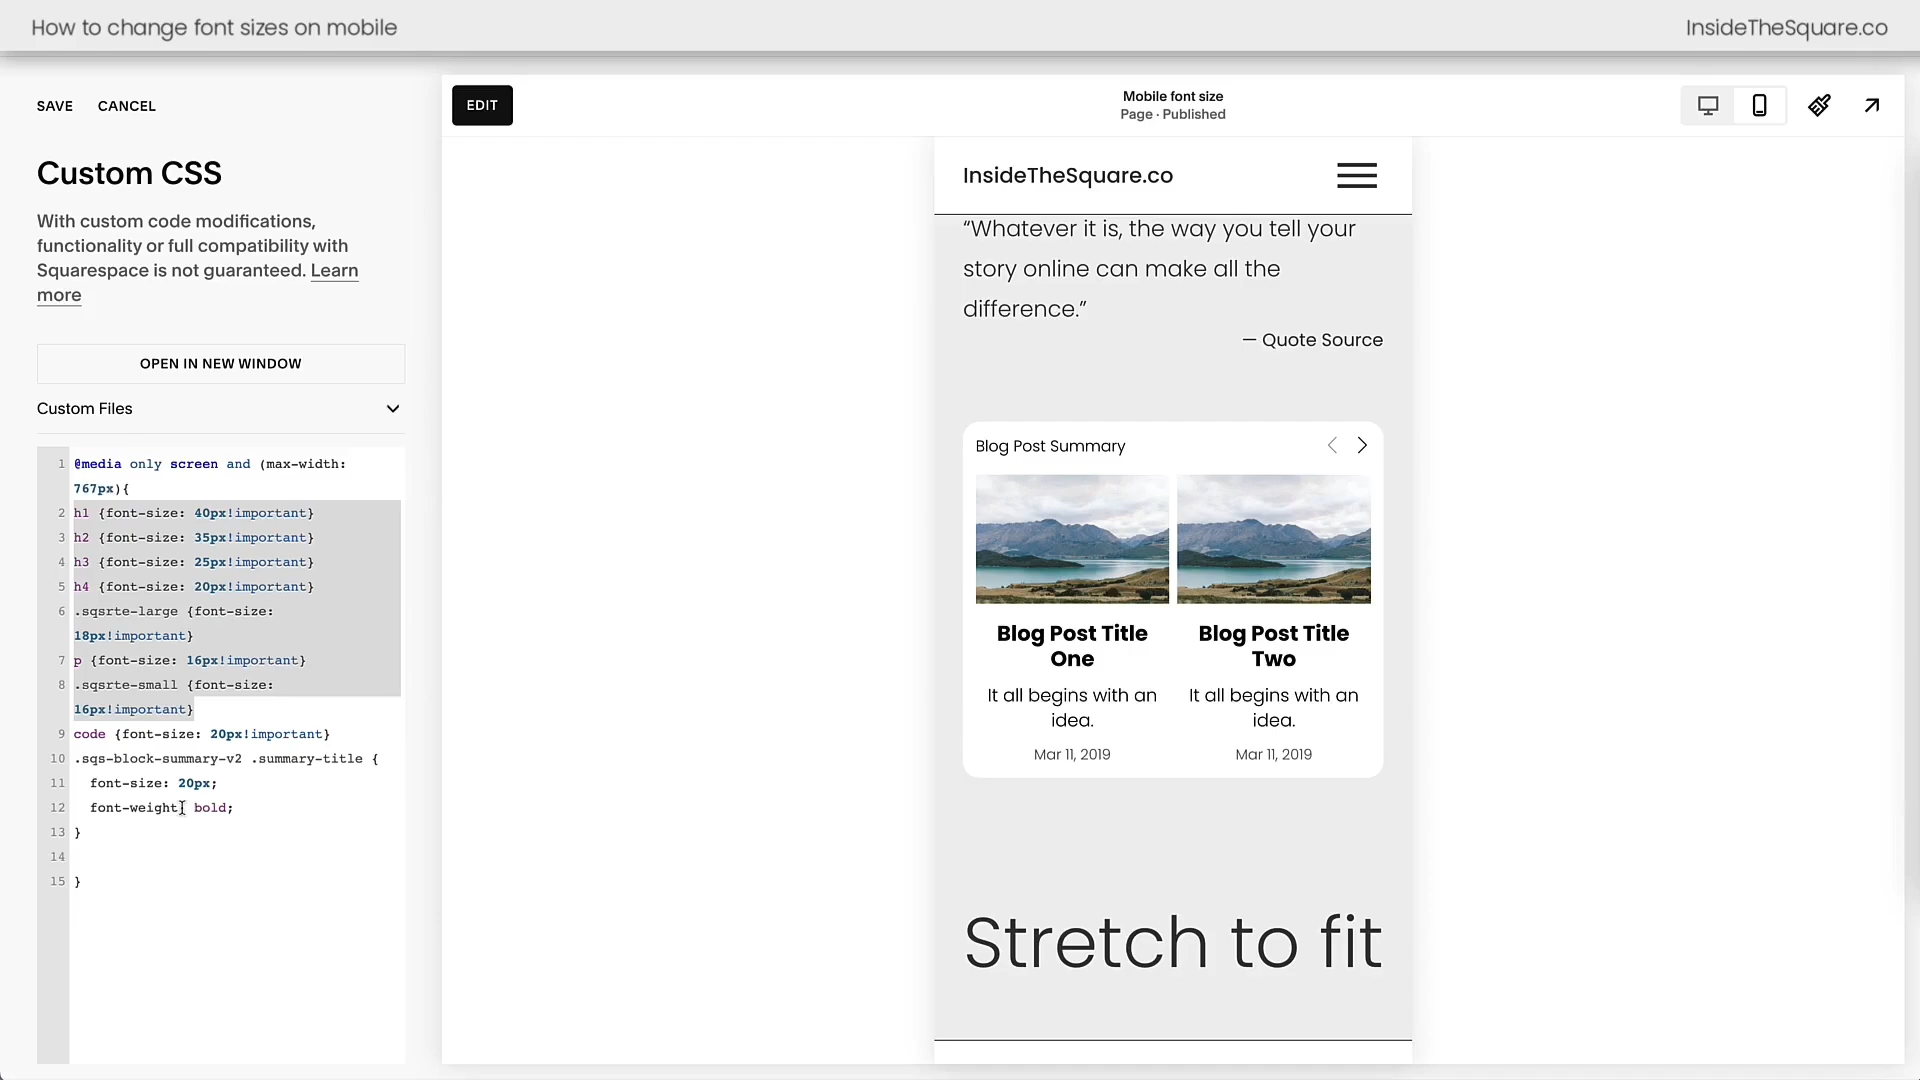 How to change font sizes on mobile
InsideTheSquare.co
SAVE CANCEL
EDIT
Mobile font size
Page · Published
Custom CSS
With custom code modifications,
functionality or full compatibility with
Squarespace is not guaranteed. Learn
more
OPEN IN NEW WINDOW
Custom Files
1 @media only screen and (max-width:
767px){
2 h1 {font-size: 40px!important}
3 h2 {font-size: 35px!important}
4 h3 {font-size: 25px!important}
5 h4 {font-size: 20px!important}
6 .sqsrte-large {font-size:
18px!important}
7 p {font-size: 16px!important}
8 .sqsrte-small {font-size:
16px!important}
9 code {font-size: 20px!important}
10 .sqs-block-summary-v2 .summary-title {
11 font-size: 20px;
12 font-weight: bold;
13 }
14
15 }
InsideTheSquare.co
“Whatever it is, the way you tell your
story online can make all the
difference.”
— Quote Source
Blog Post Summary
Blog Post Title
One
It all begins with an
idea.
Mar 11, 2019
Blog Post Title
Two
It all begins with an
idea.
Mar 11, 2019
Stretch to fit